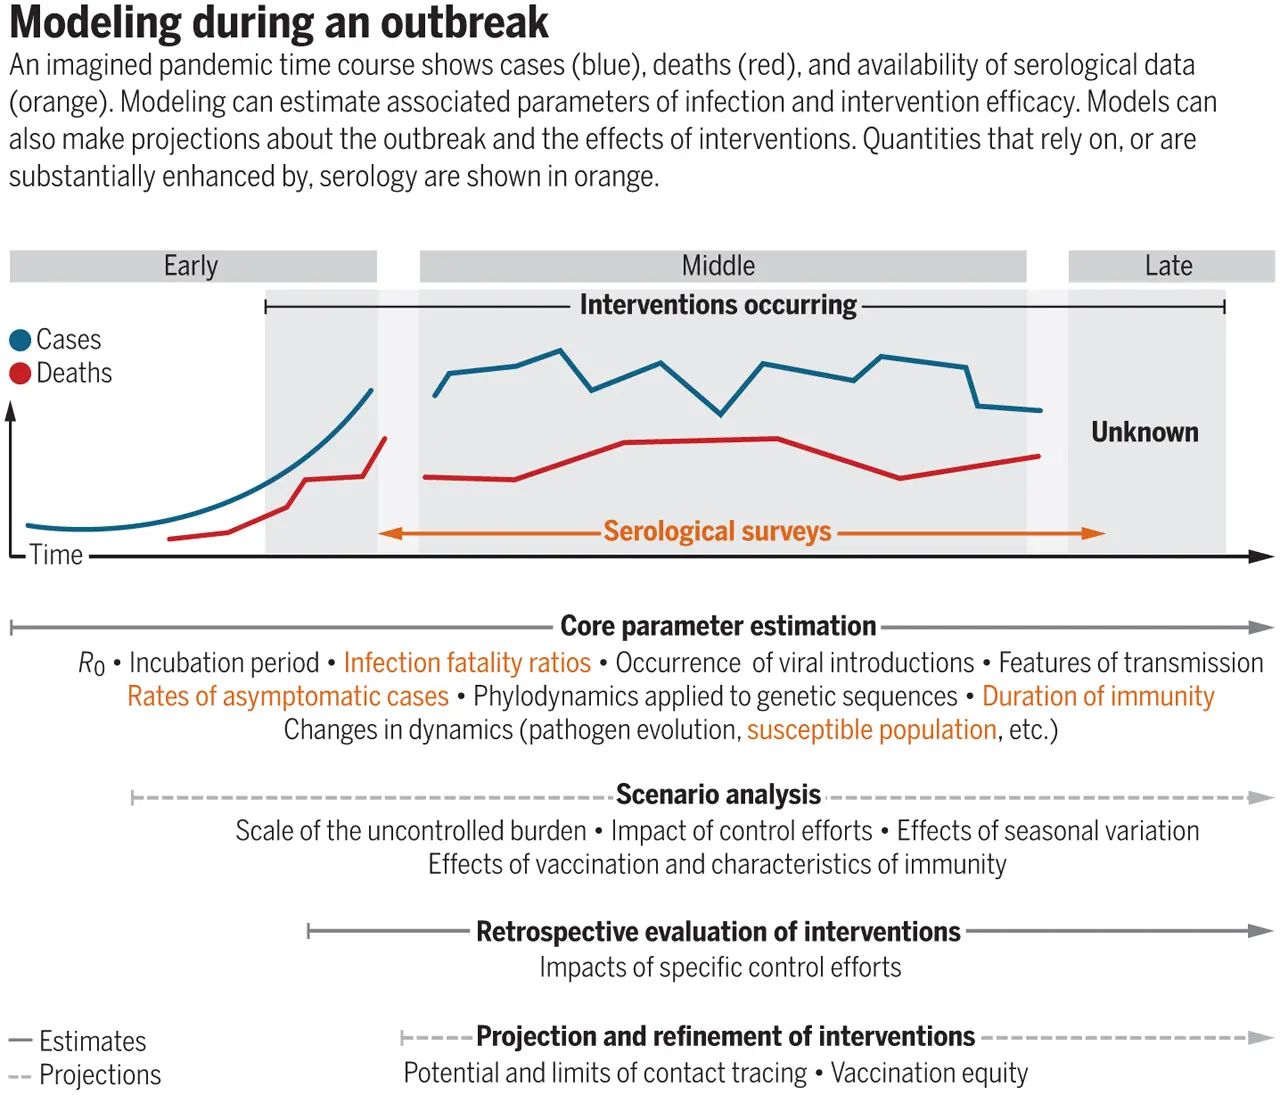 Modeling during an outbreak
An imagined pandemic time course shows cases (blue), deaths (red), and availability of serological data
(orange). Modeling can estimate associated parameters of infection and intervention efficacy. Models can
also make projections about the outbreak and the effects of interventions. Quantities that rely on, or are
substantially enhanced by, serology are shown in orange.
Early
Middle
Late
Interventions occurring
Cases
Deaths
Unknown
Serological surveys
Time
Core parameter estimation
R0 • Incubation period • Infection fatality ratios • Occurrence of viral introductions • Features of transmission
Rates of asymptomatic cases • Phylodynamics applied to genetic sequences • Duration of immunity
Changes in dynamics (pathogen evolution, susceptible population, etc.)
Scenario analysis
Scale of the uncontrolled burden • Impact of control efforts • Effects of seasonal variation
Effects of vaccination and characteristics of immunity
Retrospective evaluation of interventions
Impacts of specific control efforts
Projection and refinement of interventions
Potential and limits of contact tracing • Vaccination equity
Estimates
Projections